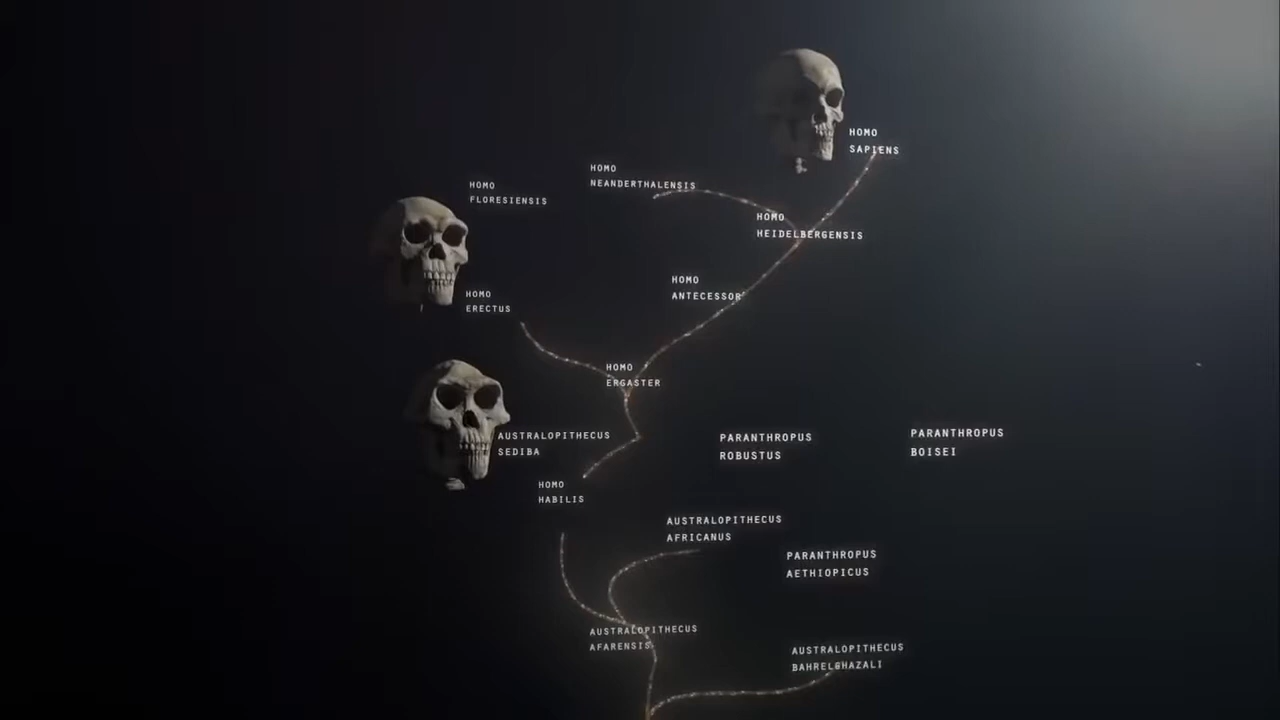 HOMO
SAPIENS
HOMO
NEANDERTHALENSIS
HOMO
FLORESIENSIS
HOMO
HEIDELBERGENSIS
HOMO
ANTECESSOR
HOMO
ERECTUS
HOMO
ERGASTER
AUSTRALOPITHECUS
SEDIBA
PARANTHROPUS
ROBUSTUS
PARANTHROPUS
BOISEI
HOMO
HABILIS
AUSTRALOPITHECUS
AFRICANUS
PARANTHROPUS
AETHIOPICUS
AUSTRALOPITHECUS
AFARENSIS
AUSTRALOPITHECUS
BAHRELGHAZALI